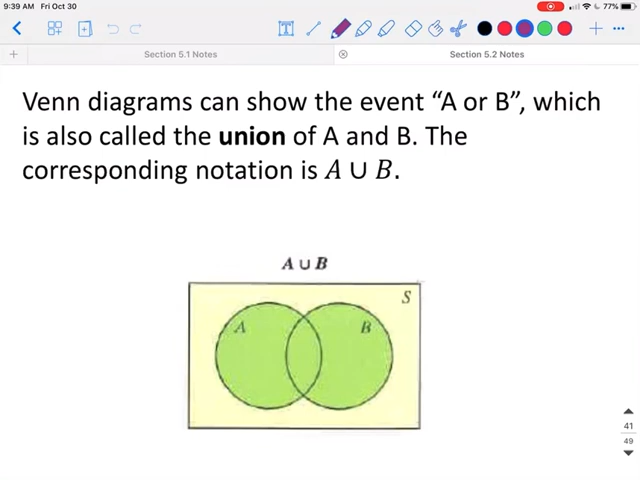 9:39 AM Fri Oct 30
77%
Section 5.1 Notes
Section 5.2 Notes
Venn diagrams can show the event “A or B”, which
is also called the union of A and B. The
corresponding notation is A ∪ B.
A ∪ B
S
A
B
41
49